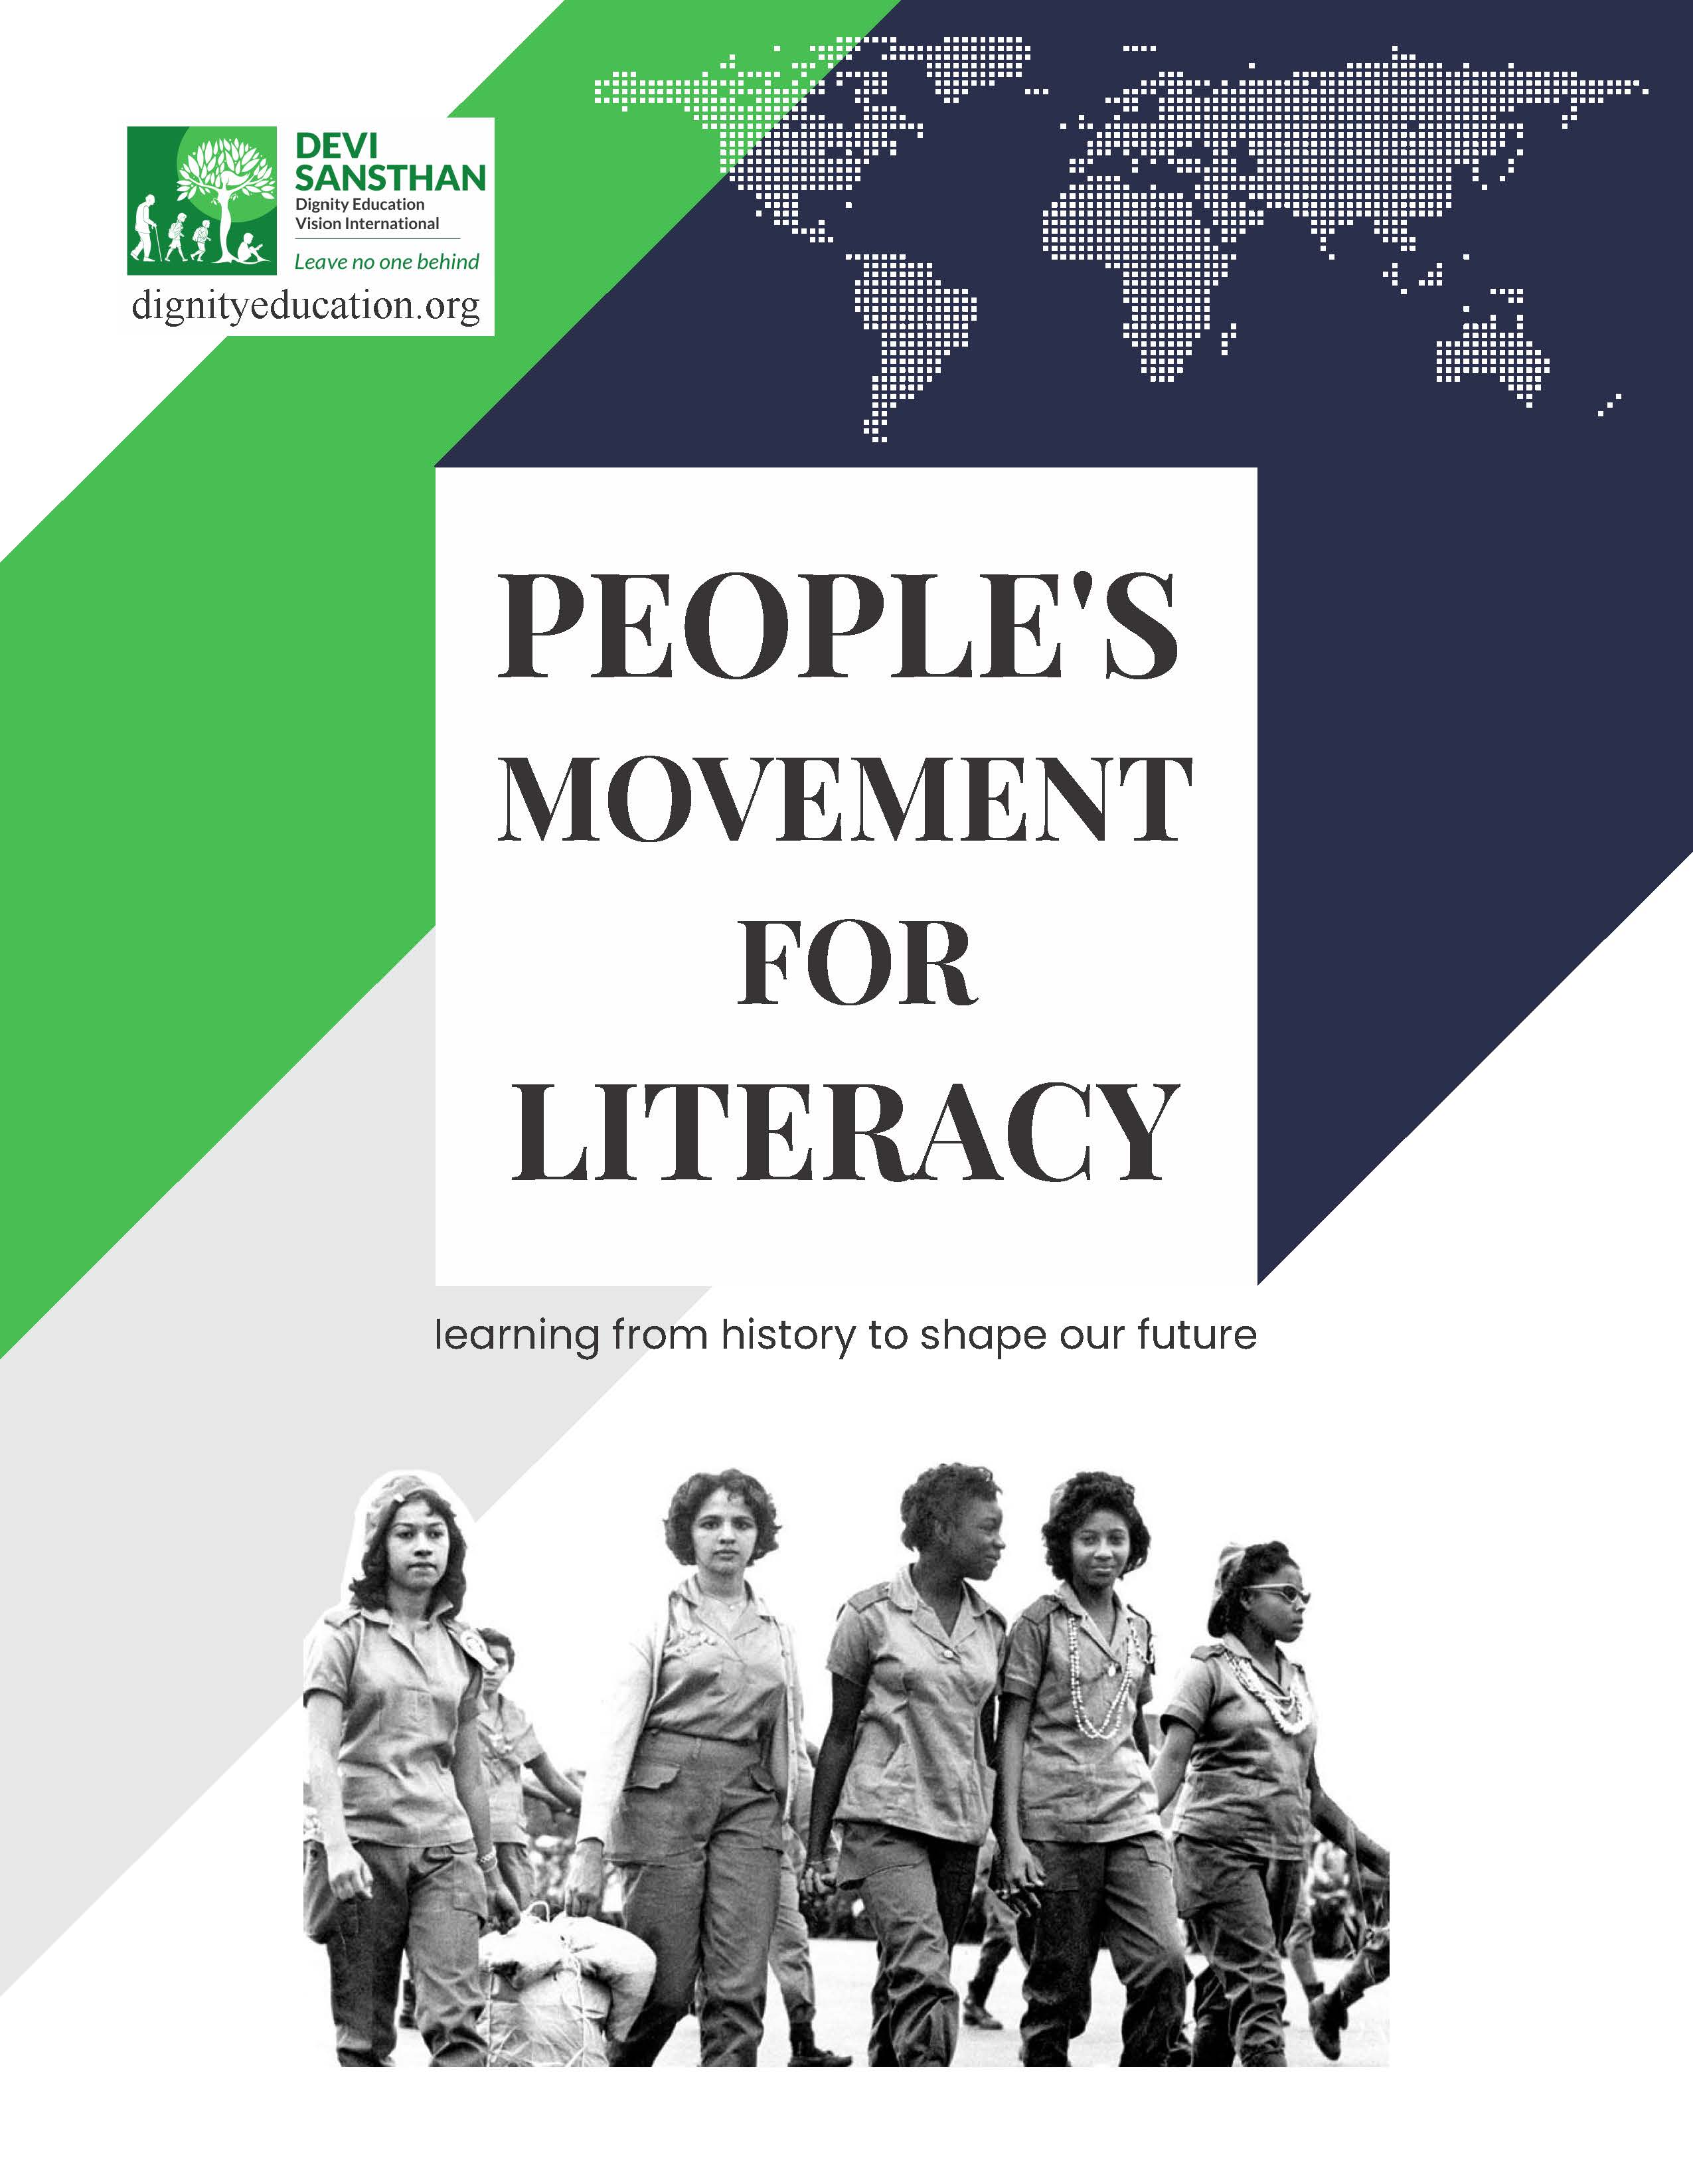 DEVI
SANSTHAN
Dignity Education
Vision International
Leave no one behind
dignityeducation.org
PEOPLE'S
MOVEMENT
FOR
LITERACY
learning from history to shape our future